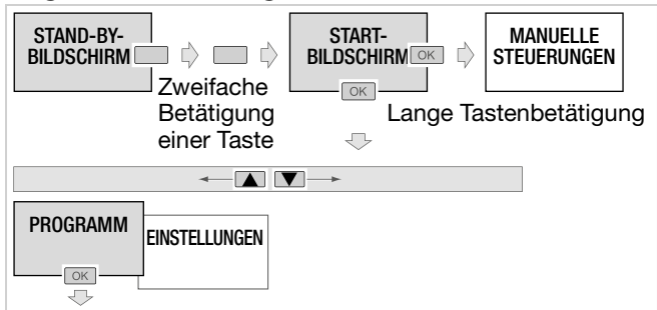 STAND-BY-
BILDSCHIRM
START-
BILDSCHIRM
OK
MANUELLE
STEUERUNGEN
Zweifache
Betätigung
einer Taste
OK
Lange Tastenbetätigung
PROGRAMM
EINSTELLUNGEN
OK